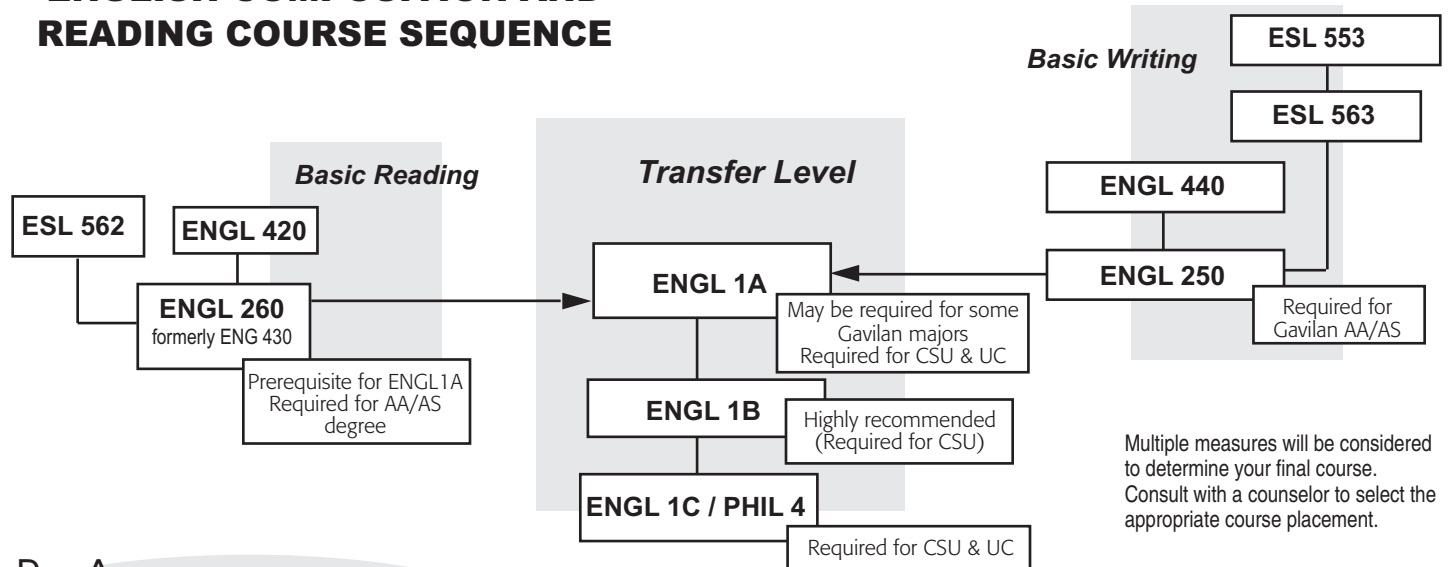 READING COURSE SEQUENCE
Basic Reading
ESL 562
ENGL 420
ENGL 260
formerly ENG 430
Prerequisite for ENGL1A
Required for AA/AS
degree
Transfer Level
ENGL 1A
May be required for some
Gavilan majors
Required for CSU & UC
ENGL 1B
Highly recommended
(Required for CSU)
ENGL 1C / PHIL 4
Required for CSU & UC
Basic Writing
ESL 553
ESL 563
ENGL 440
ENGL 250
Required for
Gavilan AA/AS
Multiple measures will be considered
to determine your final course.
Consult with a counselor to select the
appropriate course placement.